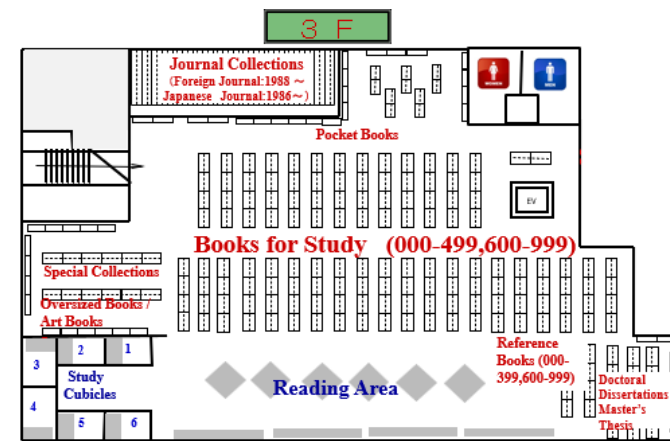 3 F
Journal Collections
(Foreign Journal:1988 ～
Japanese Journal:1986～)
WOMEN
MEN
Pocket Books
EV
Books for Study (000-499,600-999)
Special Collections
Oversized Books /
Art Books
Reference
Books (000-
399,600-999)
3
2
1
Study
Cubicles
4
5
6
Reading Area
Doctoral
Dissertations
Master's
Thesis